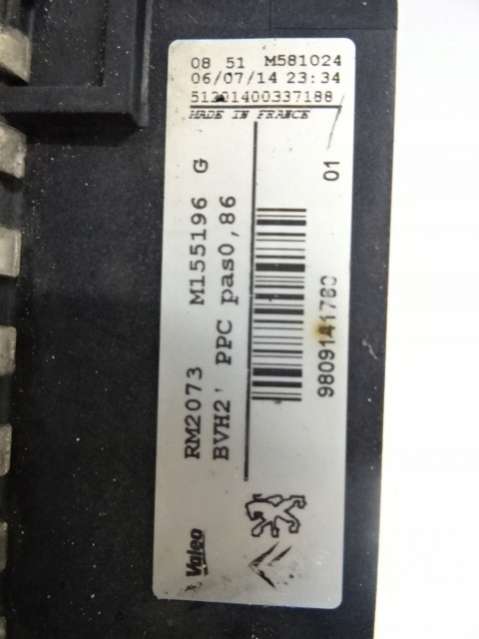 08 51 M581024
06/07/14 23:34
51201400337188
MADE IN FRANCE
RM2073 M155196 G
BVH2' PPC pas0,86
9809141780 01
Valeo